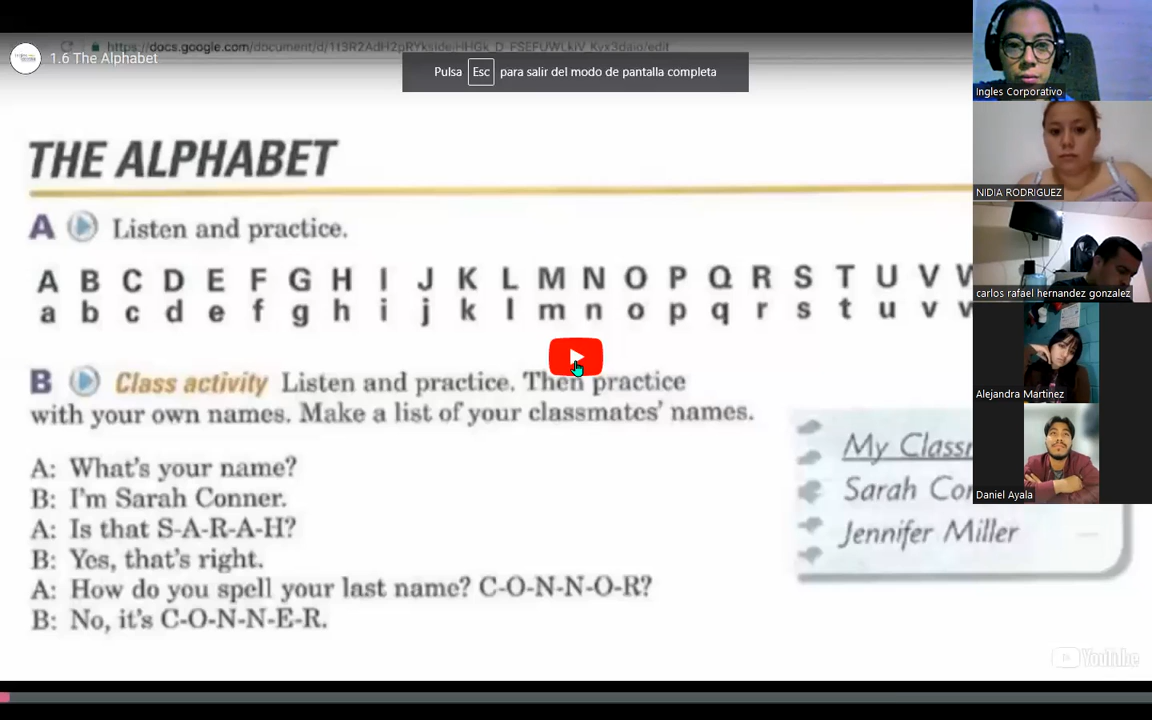 1.6 The Alphabet
Pulsa Esc para salir del modo de pantalla completa
THE ALPHABET
A Listen and practice.
A B C D E F G H I J K L M N O P Q R S T U V
a b c d e f g h i j k l m n o p q r s t u v
B Class activity Listen and practice. Then practice
with your own names. Make a list of your classmates' names.
A: What's your name?
B: I'm Sarah Conner.
A: Is that S-A-R-A-H?
B: Yes, that's right.
A: How do you spell your last name? C-O-N-N-O-R?
B: No, it's C-O-N-N-E-R.
My
Sarah
Jennifer Miller
YouTube
Ingles Corporativo
NIDIA RODRIGUEZ
carlos rafael hernandez gonzalez
Alejandra Martinez
Daniel Ayala